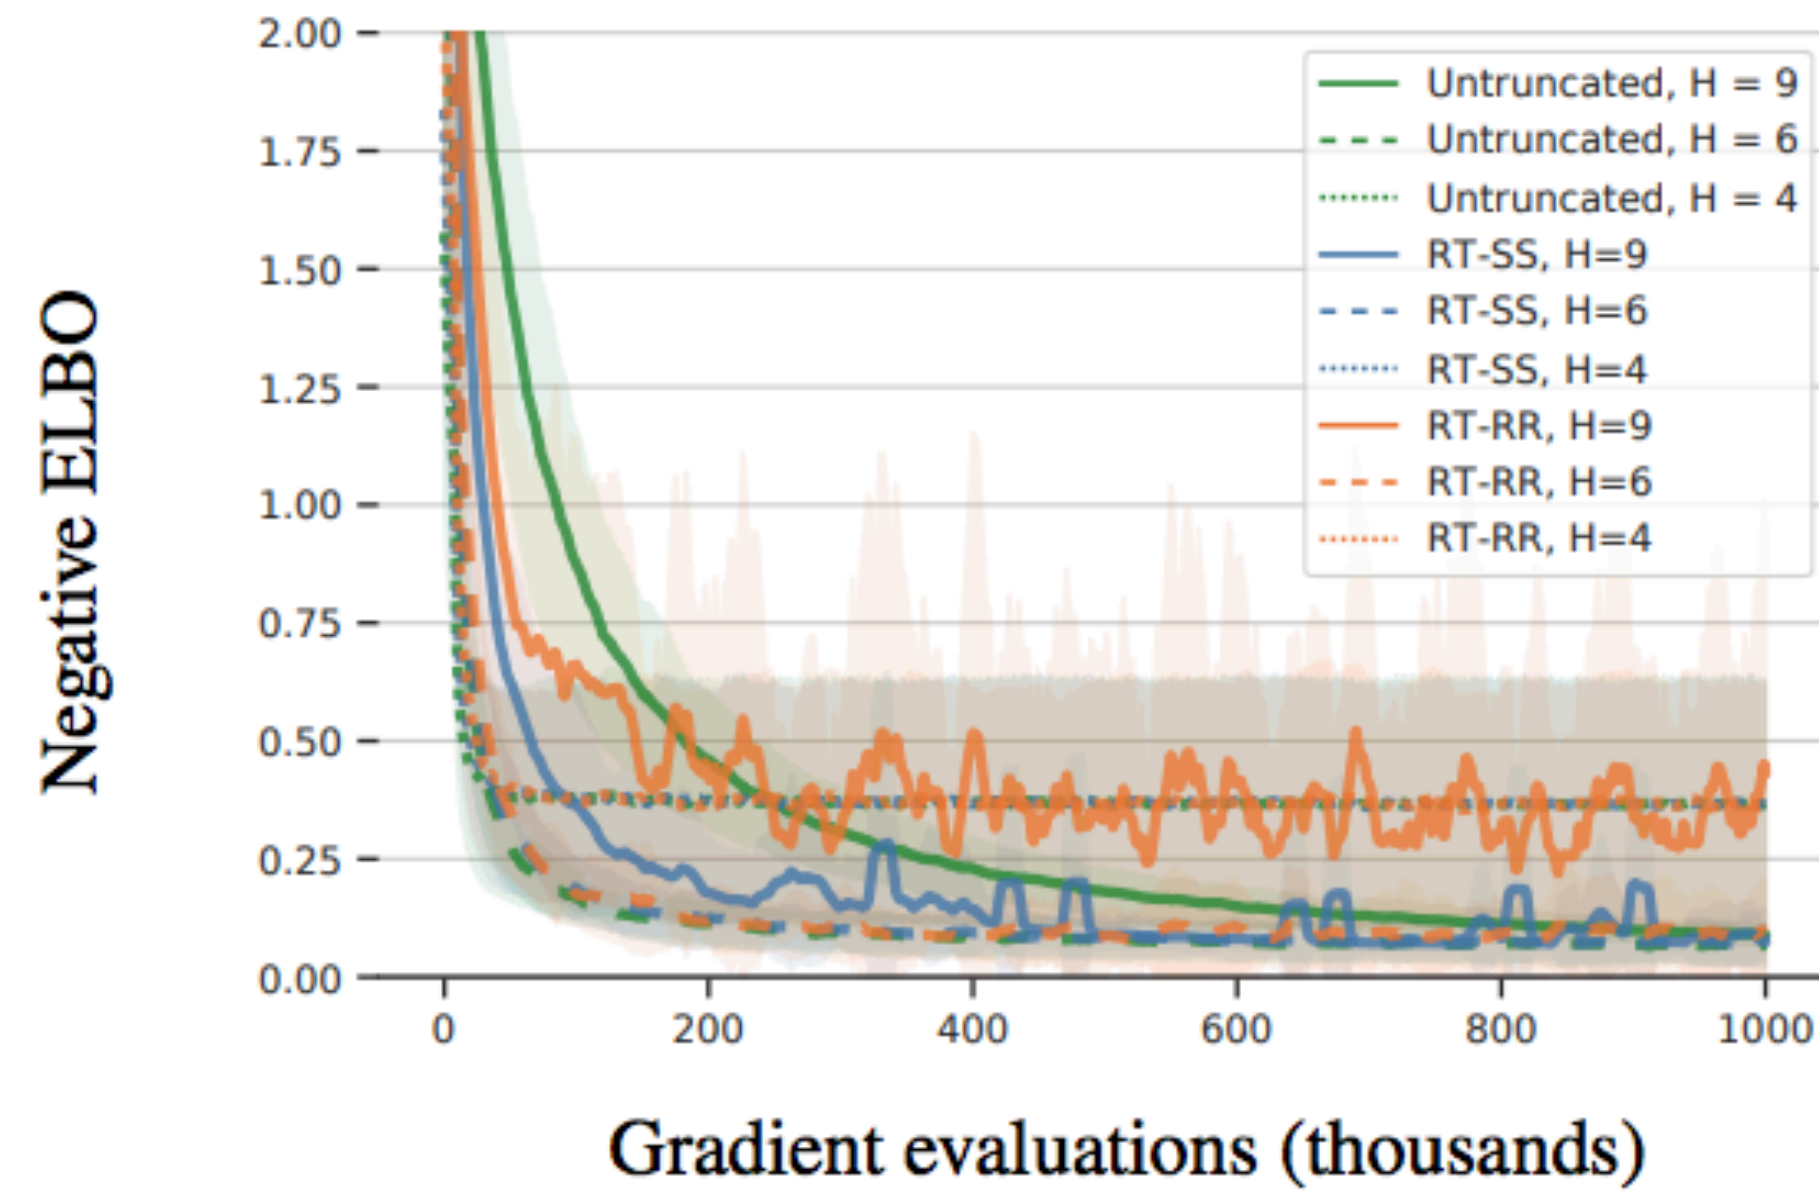 Negative ELBO
2.00
1.75
1.50
1.25
1.00
0.75
0.50
0.25
0.00
Untruncated, H = 9
Untruncated, H = 6
Untruncated, H = 4
RT-SS, H=9
RT-SS, H=6
RT-SS, H=4
RT-RR, H=9
RT-RR, H=6
RT-RR, H=4
0 200 400 600 800 1000
Gradient evaluations (thousands)